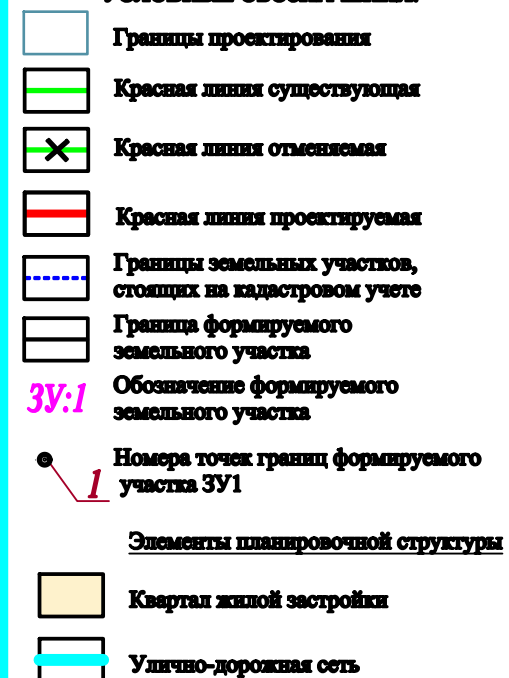 Границы проектирования
Красная линия существующая
Красная линия отменяемая
Красная линия проектируемая
Границы земельных участков,
стоящих на кадастровом учете
Граница формируемого
земельного участка
ЗУ:1
Обозначение формируемого
земельного участка
1
Номера точек границ формируемого
участка ЗУ1
Элементы планировочной структуры
Квартал жилой застройки
Улично-дорожная сеть